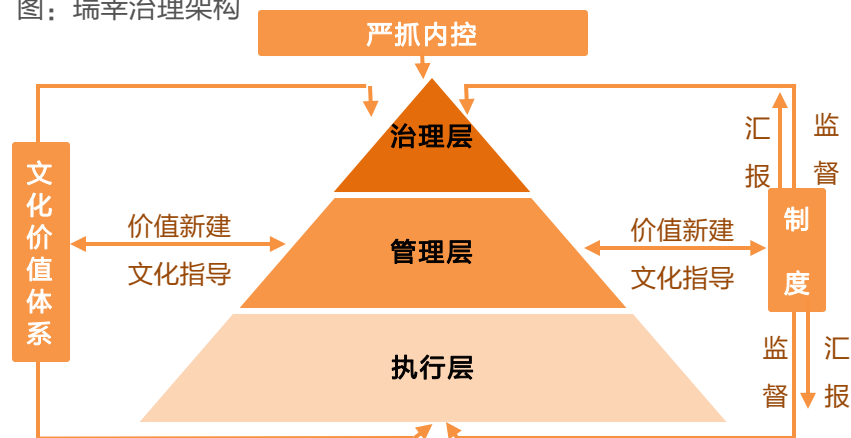 图：瑞幸治理架构
严抓内控
治理层
汇报
监督
文化价值体系
制度
价值新建
文化指导
管理层
价值新建
文化指导
执行层
监督
汇报